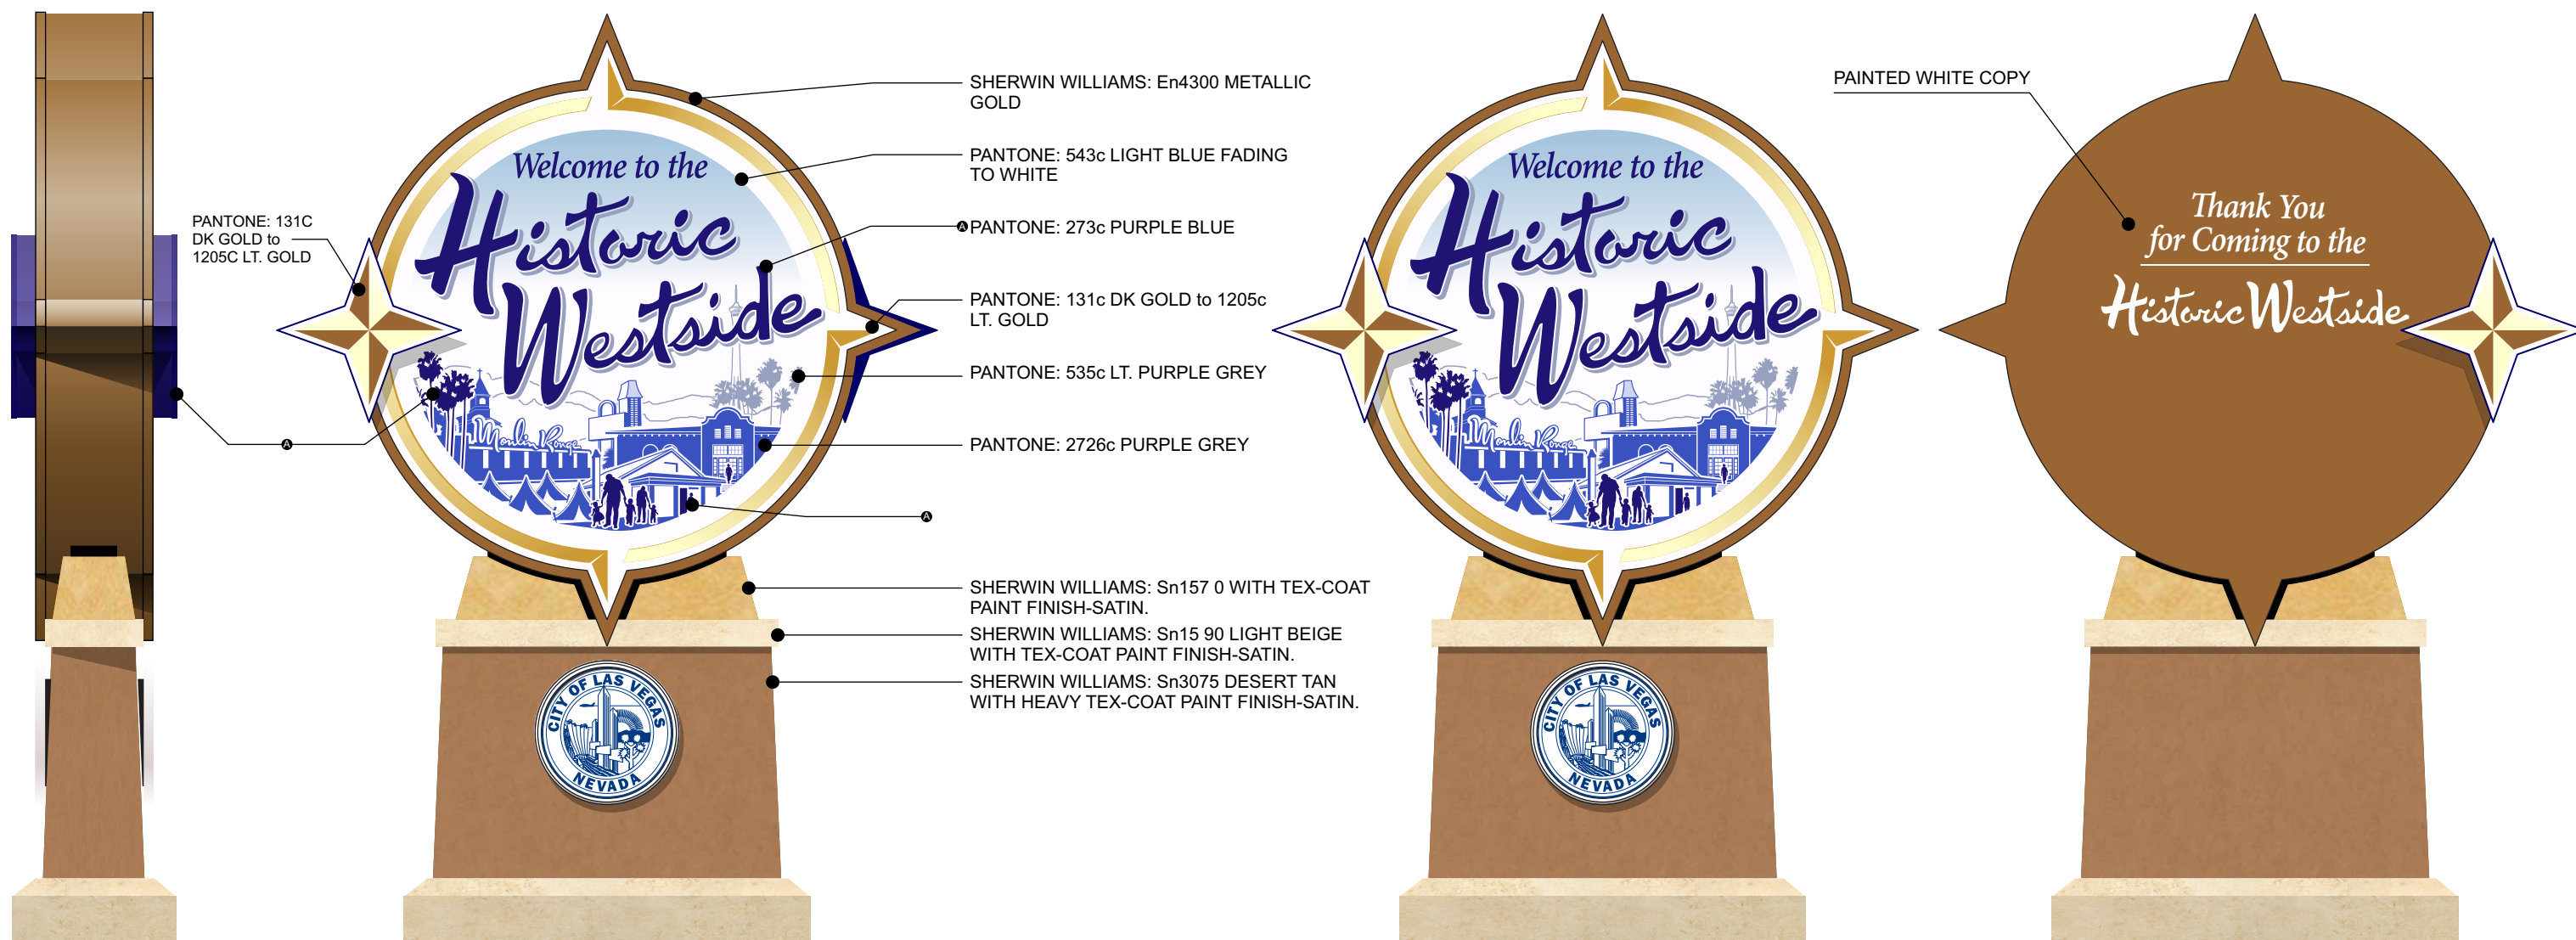 PANTONE: 131C
DK GOLD to
1205C LT. GOLD
A
Welcome to the
Historic
Westside
Moulin Rouge
CITY OF LAS VEGAS
NEVADA
SHERWIN WILLIAMS: En4300 METALLIC
GOLD
PANTONE: 543c LIGHT BLUE FADING
TO WHITE
A PANTONE: 273c PURPLE BLUE
PANTONE: 131c DK GOLD to 1205c
LT. GOLD
PANTONE: 535c LT. PURPLE GREY
PANTONE: 2726c PURPLE GREY
A
SHERWIN WILLIAMS: Sn157 0 WITH TEX-COAT
PAINT FINISH-SATIN.
SHERWIN WILLIAMS: Sn15 90 LIGHT BEIGE
WITH TEX-COAT PAINT FINISH-SATIN.
SHERWIN WILLIAMS: Sn3075 DESERT TAN
WITH HEAVY TEX-COAT PAINT FINISH-SATIN.
Welcome to the
Historic
Westside
Moulin Rouge
CITY OF LAS VEGAS
NEVADA
PAINTED WHITE COPY
Thank You
for Coming to the
Historic Westside